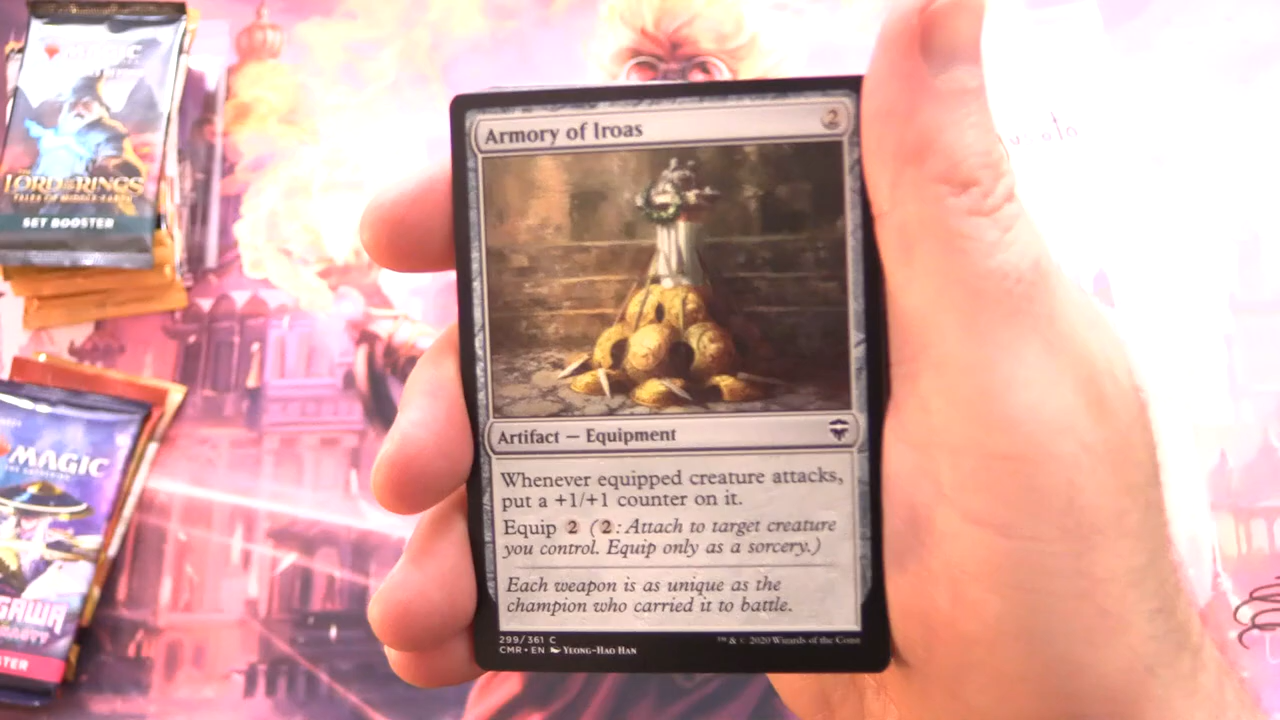 MAGIC
THE
LORD OF THE RINGS
TALES OF MIDDLE-EARTH
SET BOOSTER
MAGIC
THE GATHERING
Armory of Iroas
2
Artifact — Equipment
Whenever equipped creature attacks,
put a +1/+1 counter on it.
Equip 2 (2: Attach to target creature
you control. Equip only as a sorcery.)
Each weapon is as unique as the
champion who carried it to battle.
299/361 C
CMR • EN Yeong-Hao Han
™ & © 2020 Wizards of the Coast